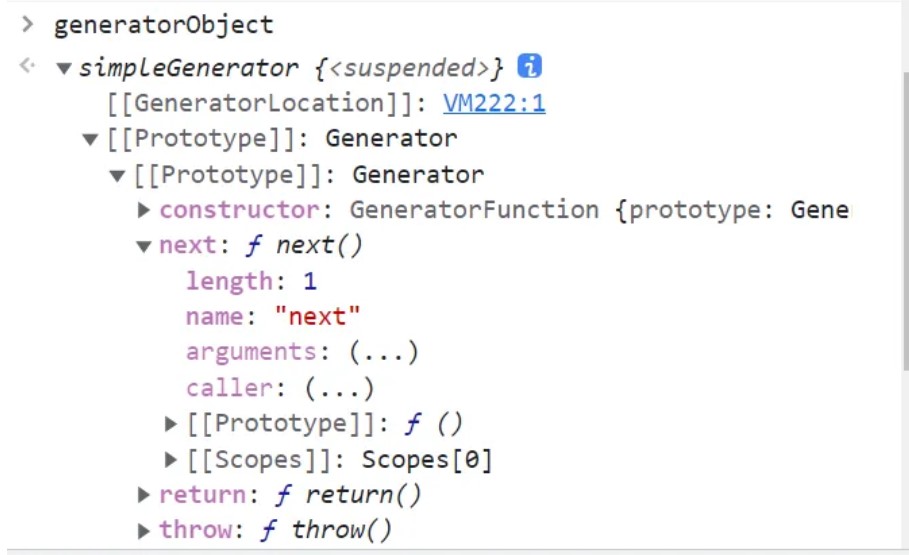 > generatorObject
<· ▼ simpleGenerator {<suspended>} i
[[GeneratorLocation]]: VM222:1
▼ [[Prototype]]: Generator
▼ [[Prototype]]: Generator
▶ constructor: GeneratorFunction {prototype: Gene
▼ next: ƒ next()
length: 1
name: "next"
arguments: (...)
caller: (...)
▶ [[Prototype]]: ƒ ()
▶ [[Scopes]]: Scopes[0]
▶ return: ƒ return()
▶ throw: ƒ throw()